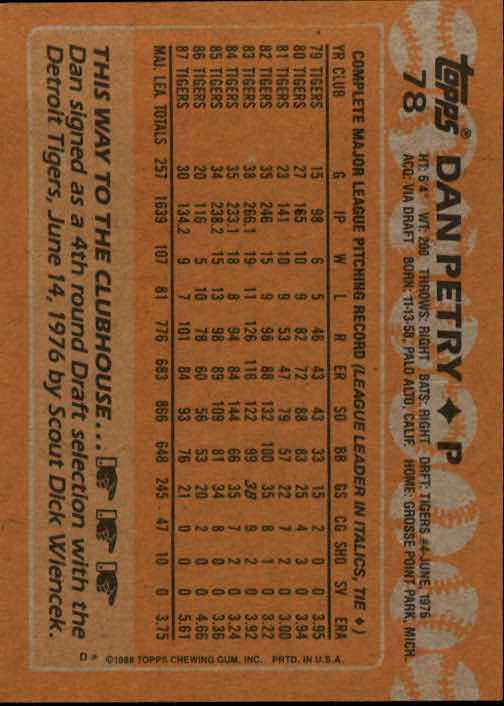 topps®
78
DAN PETRY ♦ P
HT: 6'4" WT: 200 THROWS: RIGHT BATS: RIGHT DRFT: TIGERS #4-JUNE, 1976
ACQ: VIA DRAFT BORN: 11-13-58, PALO ALTO, CALIF. HOME: GROSSE POINT PARK, MICH.
COMPLETE MAJOR LEAGUE PITCHING RECORD (LEAGUE LEADER IN ITALICS, TIE ♦)
YR CLUB G IP W L R ER SO BB GS CG SHO SV ERA
79 TIGERS 15 98 6 5 46 43 43 33 15 2 0 0 3.95
80 TIGERS 27 165 10 9 82 72 88 83 25 4 3 0 3.94
81 TIGERS 23 141 10 9 53 47 79 57 22 7 2 0 3.00
82 TIGERS 35 246 15 9 98 88 132 100 35 8 1 0 3.22
83 TIGERS 38 266.1 19 11 126 116 122 99 38 9 2 0 3.92
84 TIGERS 35 233.1 18 8 94 84 144 66 35 7 2 0 3.24
85 TIGERS 34 238.2 15 13 98 89 109 81 34 8 0 0 3.36
86 TIGERS 20 116 5 10 78 60 56 53 20 2 0 0 4.66
87 TIGERS 30 134.2 9 7 101 84 93 76 21 0 0 0 5.61
MAJ. LEA. TOTALS 257 1639 107 81 776 683 866 648 245 47 10 0 3.75
THIS WAY TO THE CLUBHOUSE...
Dan signed as a 4th round Draft selection with the
Detroit Tigers, June 14, 1976 by Scout Dick Wiencek.
©1988 TOPPS CHEWING GUM, INC. PRTD. IN U.S.A.